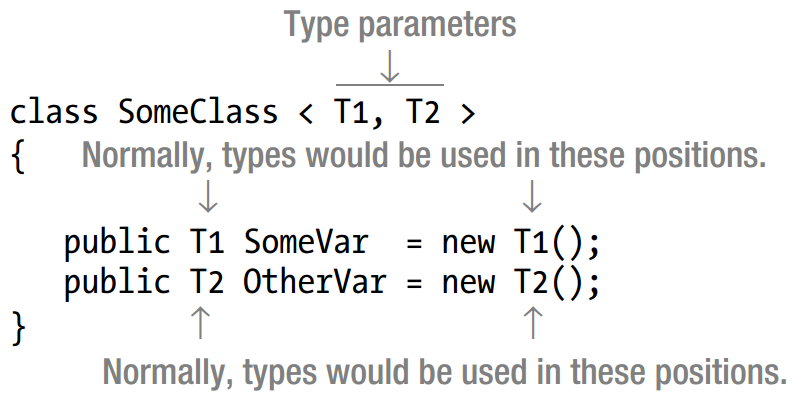 Type parameters
class SomeClass < T1, T2 >
{ Normally, types would be used in these positions.
public T1 SomeVar = new T1();
public T2 OtherVar = new T2();
}
Normally, types would be used in these positions.